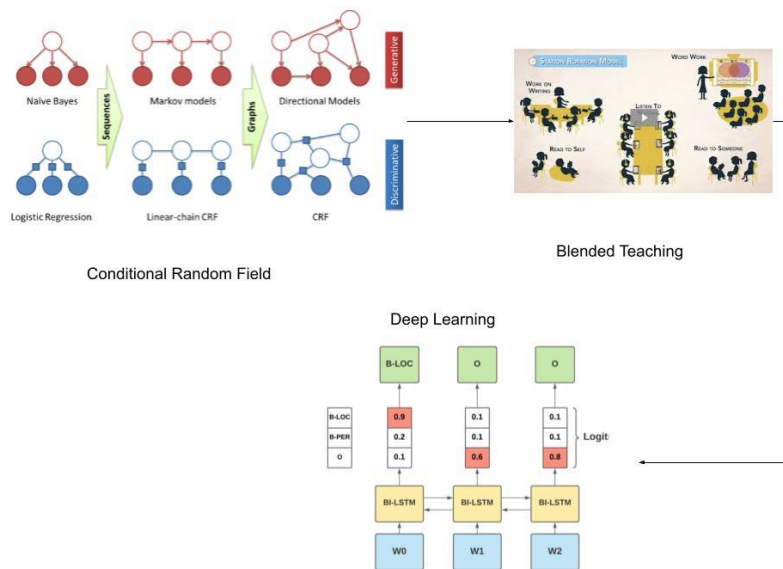 Naïve Bayes
Sequences
Markov models
Graphs
Directional Models
Generative
Logistic Regression
Linear-chain CRF
CRF
Discriminative
Conditional Random Field
STATION ROTATION MODEL
WORD WORK
WORK ON
WRITING
LISTEN TO
READ TO SELF
READ TO SOMEONE
Blended Teaching
Deep Learning
B-LOC O O
B-LOC 0.9 0.1 0.1
B-PER 0.2 0.1 0.1
O 0.1 0.6 0.8
Logit
BI-LSTM BI-LSTM BI-LSTM
W0 W1 W2